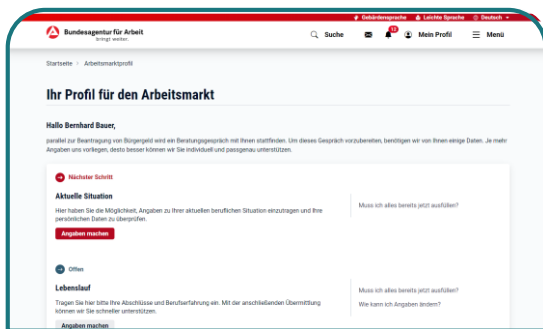 Gebärdensprache Leichte Sprache Deutsch
Bundesagentur für Arbeit
bringt weiter.
Suche Mein Profil Menü
Startseite Arbeitsmarktprofil
Ihr Profil für den Arbeitsmarkt
Hallo Bernhard Bauer,
parallel zur Beantragung von Bürgergeld wird ein Beratungsgespräch mit Ihnen stattfinden. Um dieses Gespräch vorzubereiten, benötigen wir von Ihnen einige Daten. Je mehr
Angaben uns vorliegen, desto besser können wir Sie individuell und passgenau unterstützen.
Nächster Schritt
Aktuelle Situation
Hier haben Sie die Möglichkeit, Angaben zu Ihrer aktuellen beruflichen Situation einzutragen und Ihre
persönlichen Daten zu überprüfen.
Muss ich alles bereits jetzt ausfüllen?
Angaben machen
Offen
Lebenslauf
Tragen Sie hier bitte Ihre Abschlüsse und Berufserfahrung ein. Mit der anschließenden Übermittlung
können wir Sie schneller unterstützen.
Muss ich alles bereits jetzt ausfüllen?
Wie kann ich Angaben ändern?
Angaben machen